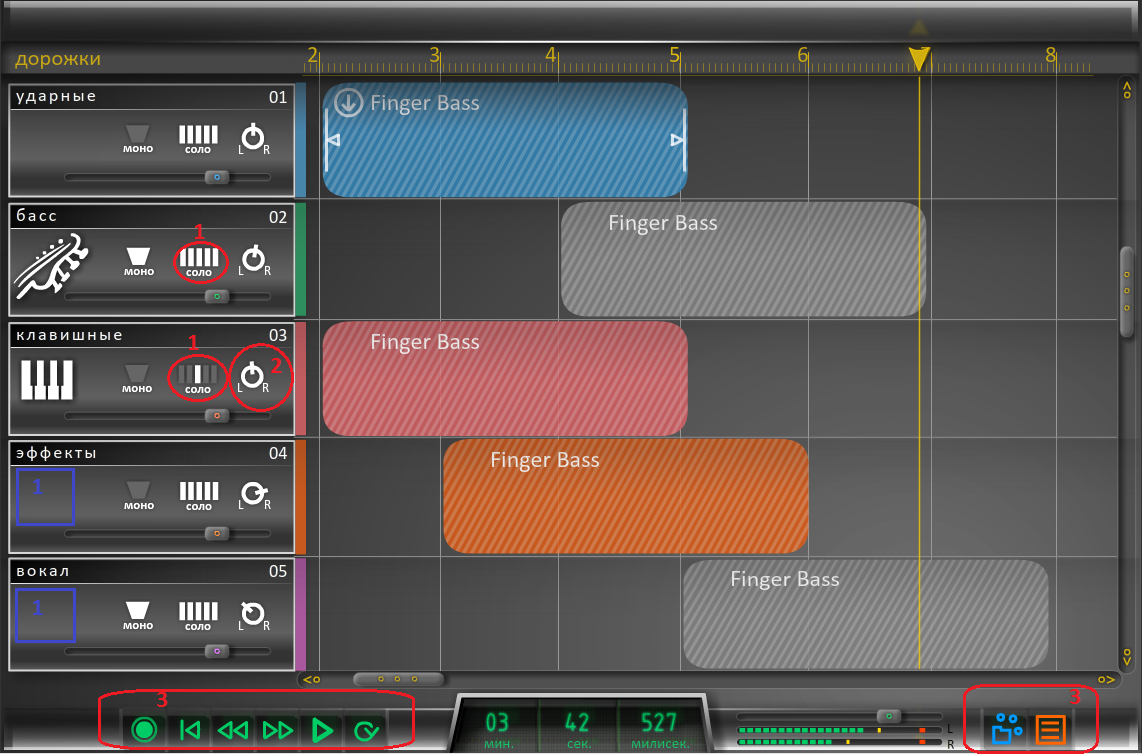 дорожки
2 3 4 5 6 7 8
ударные 01
моно соло L R
Finger Bass
басс 02
1
моно соло L R
Finger Bass
клавишные 03
1 2
моно соло L R
Finger Bass
эффекты 04
1
моно соло L R
Finger Bass
вокал 05
1
моно соло L R
Finger Bass
3
03 42 527
мин. сек. милисек.
L
R
3